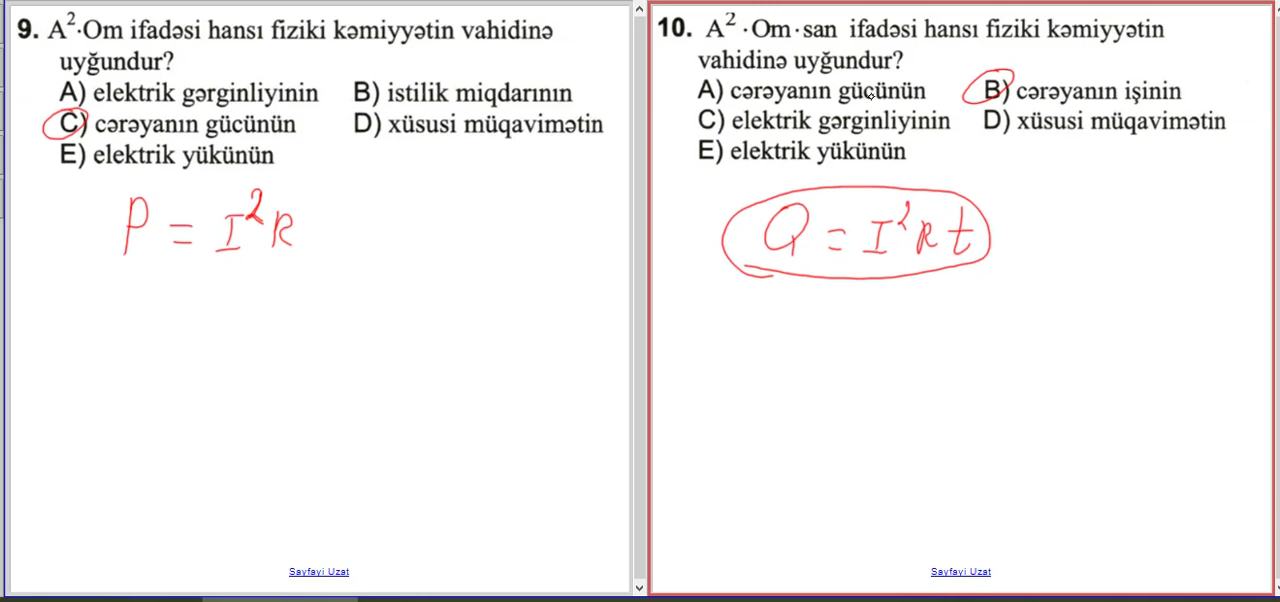 9. A²·Om ifadəsi hansı fiziki kəmiyyətin vahidinə
uyğundur?
A) elektrik gərginliyinin B) istilik miqdarının
C) cərəyanın gücünün D) xüsusi müqavimətin
E) elektrik yükünün
P = I²R
Sayfayi Uzat
10. A² ·Om·san ifadəsi hansı fiziki kəmiyyətin
vahidinə uyğundur?
A) cərəyanın gücünün B) cərəyanın işinin
C) elektrik gərginliyinin D) xüsusi müqavimətin
E) elektrik yükünün
Q = I²Rt
Sayfayi Uzat